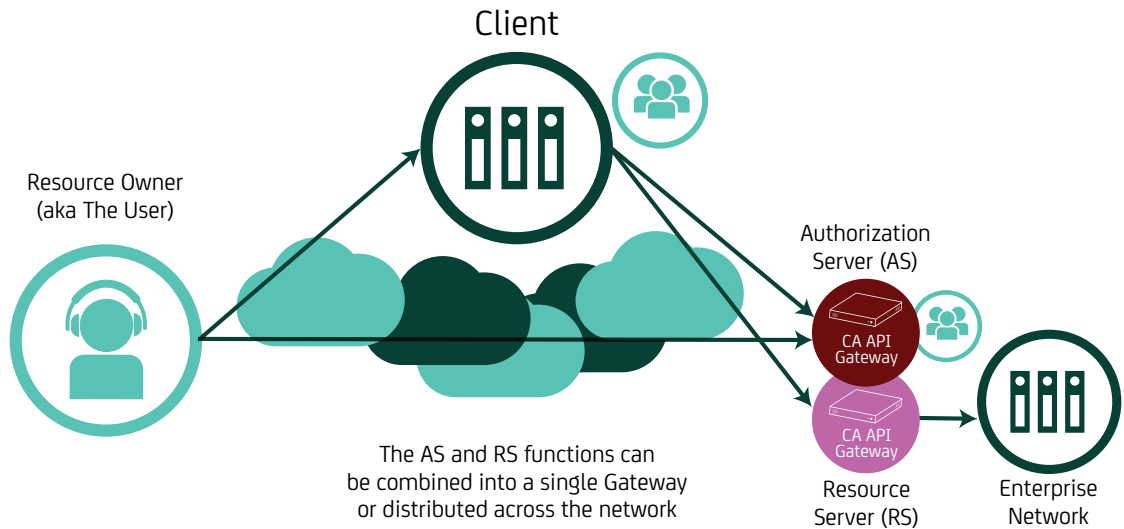 Client
Resource Owner
(aka The User)
Authorization
Server (AS)
CA API
Gateway
CA API
Gateway
The AS and RS functions can
be combined into a single Gateway
or distributed across the network
Resource
Server (RS)
Enterprise
Network